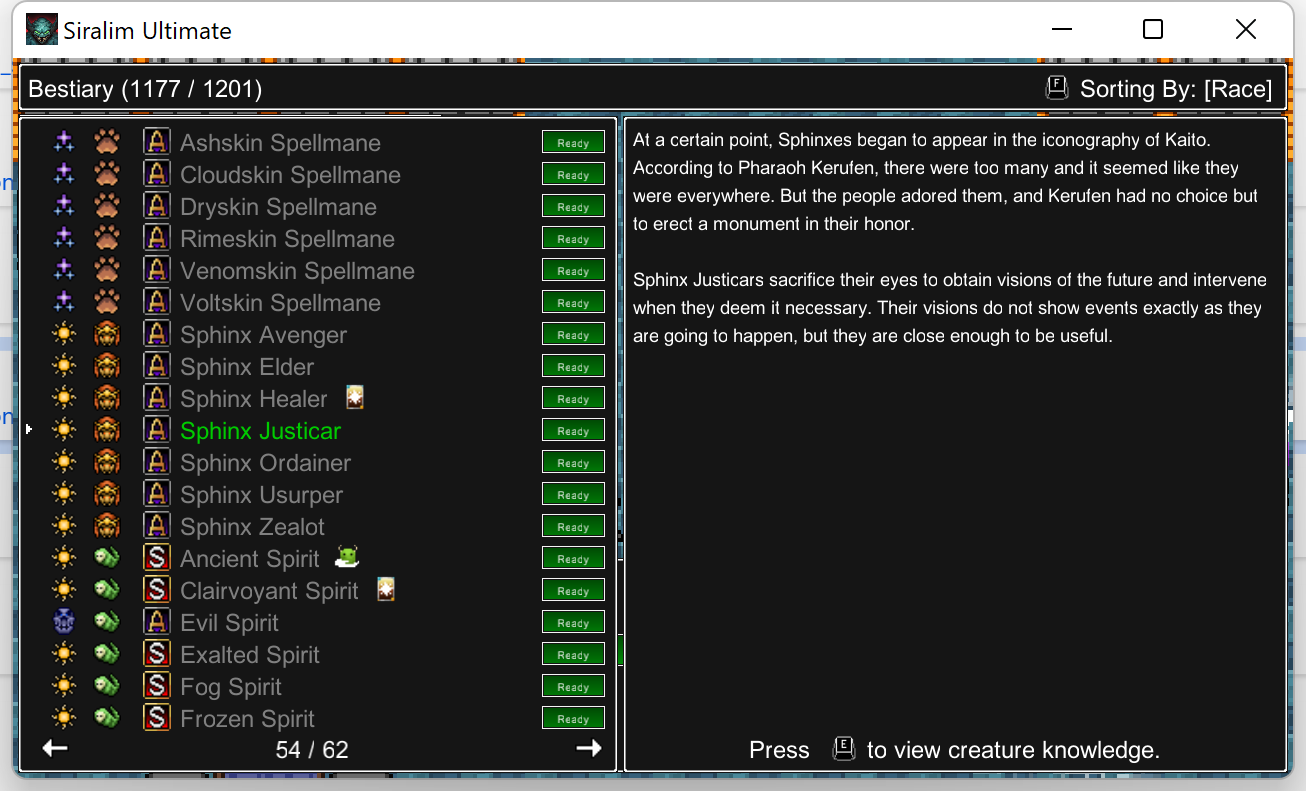 Siralim Ultimate
Bestiary (1177 / 1201)
F Sorting By: [Race]
A Ashskin Spellmane Ready
A Cloudskin Spellmane Ready
A Dryskin Spellmane Ready
A Rimeskin Spellmane Ready
A Venomskin Spellmane Ready
A Voltskin Spellmane Ready
A Sphinx Avenger Ready
A Sphinx Elder Ready
A Sphinx Healer Ready
A Sphinx Justicar Ready
A Sphinx Ordainer Ready
A Sphinx Usurper Ready
A Sphinx Zealot Ready
S Ancient Spirit Ready
S Clairvoyant Spirit Ready
A Evil Spirit Ready
S Exalted Spirit Ready
S Fog Spirit Ready
S Frozen Spirit Ready
54 / 62
At a certain point, Sphinxes began to appear in the iconography of Kaito.
According to Pharaoh Kerufen, there were too many and it seemed like they
were everywhere. But the people adored them, and Kerufen had no choice but
to erect a monument in their honor.
Sphinx Justicars sacrifice their eyes to obtain visions of the future and intervene
when they deem it necessary. Their visions do not show events exactly as they
are going to happen, but they are close enough to be useful.
Press E to view creature knowledge.